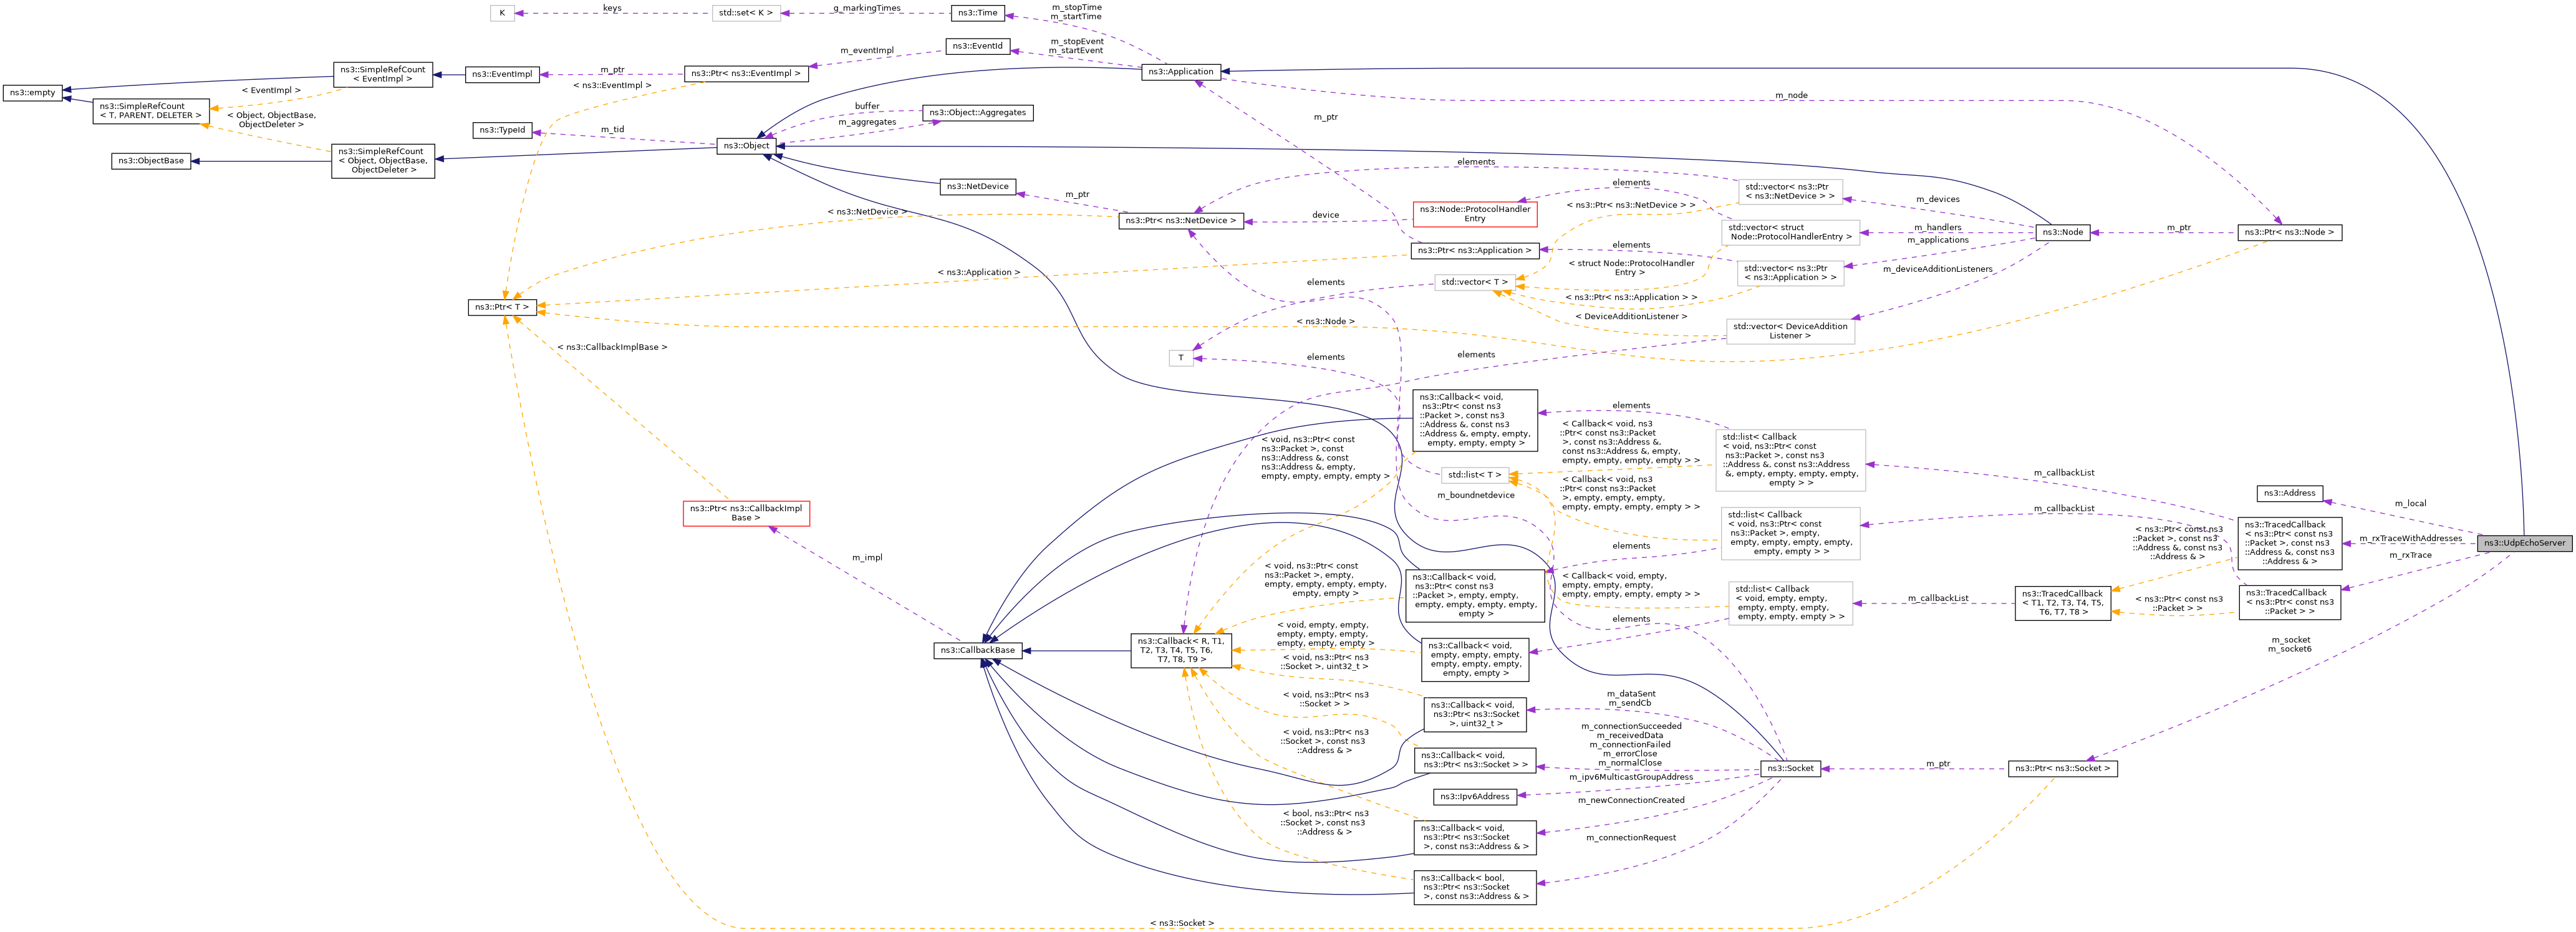 K
keys
std::set< K >
g_markingTimes
ns3::Time
m_stopTime
m_startTime
ns3::EventId
m_stopEvent
m_startEvent
m_eventImpl
ns3::SimpleRefCount
< EventImpl >
ns3::EventImpl
m_ptr
ns3::Ptr< ns3::EventImpl >
ns3::Application
ns3::empty
< EventImpl >
< ns3::EventImpl >
m_node
ns3::SimpleRefCount
< T, PARENT, DELETER >
< Object, ObjectBase,
ObjectDeleter >
buffer
m_aggregates
ns3::Object::Aggregates
m_ptr
ns3::TypeId
m_tid
ns3::Object
ns3::ObjectBase
ns3::SimpleRefCount
< Object, ObjectBase,
ObjectDeleter >
elements
ns3::NetDevice
m_ptr
elements
std::vector< ns3::Ptr
< ns3::NetDevice > >
m_devices
< ns3::NetDevice >
ns3::Ptr< ns3::NetDevice >
device
ns3::Node::ProtocolHandler
Entry
< ns3::Ptr< ns3::NetDevice > >
std::vector< struct
Node::ProtocolHandlerEntry >
m_handlers
m_applications
ns3::Node
m_ptr
ns3::Ptr< ns3::Node >
ns3::Ptr< ns3::Application >
elements
< ns3::Application >
< struct Node::ProtocolHandler
Entry >
std::vector< ns3::Ptr
< ns3::Application > >
m_deviceAdditionListeners
elements
std::vector< T >
< ns3::Ptr< ns3::Application > >
ns3::Ptr< T >
< ns3::Node >
< DeviceAdditionListener >
std::vector< DeviceAddition
Listener >
< ns3::CallbackImplBase >
T
elements
elements
ns3::Callback< void,
ns3::Ptr< const ns3
::Packet >, const ns3
::Address &, const ns3
::Address &, empty, empty,
empty, empty, empty >
elements
< Callback< void, ns3
::Ptr< const ns3::Packet
>, const ns3::Address &,
const ns3::Address &, empty,
empty, empty, empty, empty > >
std::list< Callback
< void, ns3::Ptr< const
ns3::Packet >, const ns3
::Address &, const ns3::Address
&, empty, empty, empty, empty,
empty > >
m_callbackList
< void, ns3::Ptr< const
ns3::Packet >, const
ns3::Address &, const
ns3::Address &, empty,
empty, empty, empty, empty >
std::list< T >
m_boundnetdevice
< Callback< void, ns3
::Ptr< const ns3::Packet
>, empty, empty, empty,
empty, empty, empty, empty > >
ns3::Address
m_local
ns3::Ptr< ns3::CallbackImpl
Base >
std::list< Callback
< void, ns3::Ptr< const
ns3::Packet >, empty,
empty, empty, empty, empty,
empty, empty > >
m_callbackList
< ns3::Ptr< const ns3
::Packet >, const ns3
::Address &, const ns3
::Address & >
ns3::TracedCallback
< ns3::Ptr< const ns3
::Packet >, const ns3
::Address &, const ns3
::Address & >
m_rxTraceWithAddresses
m_rxTrace
ns3::UdpEchoServer
m_impl
elements
< void, ns3::Ptr< const
ns3::Packet >, empty,
empty, empty, empty, empty,
empty, empty >
ns3::Callback< void,
ns3::Ptr< const ns3
::Packet >, empty, empty,
empty, empty, empty, empty,
empty >
< Callback< void, empty,
empty, empty, empty,
empty, empty, empty, empty > >
std::list< Callback
< void, empty, empty,
empty, empty, empty,
empty, empty, empty > >
m_callbackList
ns3::TracedCallback
< T1, T2, T3, T4, T5,
T6, T7, T8 >
< ns3::Ptr< const ns3
::Packet > >
ns3::TracedCallback
< ns3::Ptr< const ns3
::Packet > >
elements
ns3::CallbackBase
ns3::Callback< R, T1,
T2, T3, T4, T5, T6,
T7, T8, T9 >
< void, empty, empty,
empty, empty, empty,
empty, empty, empty >
ns3::Callback< void,
empty, empty, empty,
empty, empty, empty,
empty, empty >
m_socket
m_socket6
< void, ns3::Ptr< ns3
::Socket >, uint32_t >
< void, ns3::Ptr< ns3
::Socket > >
ns3::Callback< void,
ns3::Ptr< ns3::Socket
>, uint32_t >
m_dataSent
m_sendCb
< void, ns3::Ptr< ns3
::Socket >, const ns3
::Address & >
ns3::Callback< void,
ns3::Ptr< ns3::Socket > >
m_connectionSucceeded
m_receivedData
m_connectionFailed
m_errorClose
m_normalClose
ns3::Socket
m_ptr
ns3::Ptr< ns3::Socket >
m_ipv6MulticastGroupAddress
ns3::Ipv6Address
m_newConnectionCreated
< bool, ns3::Ptr< ns3
::Socket >, const ns3
::Address & >
ns3::Callback< void,
ns3::Ptr< ns3::Socket
>, const ns3::Address & >
m_connectionRequest
ns3::Callback< bool,
ns3::Ptr< ns3::Socket
>, const ns3::Address & >
< ns3::Socket >